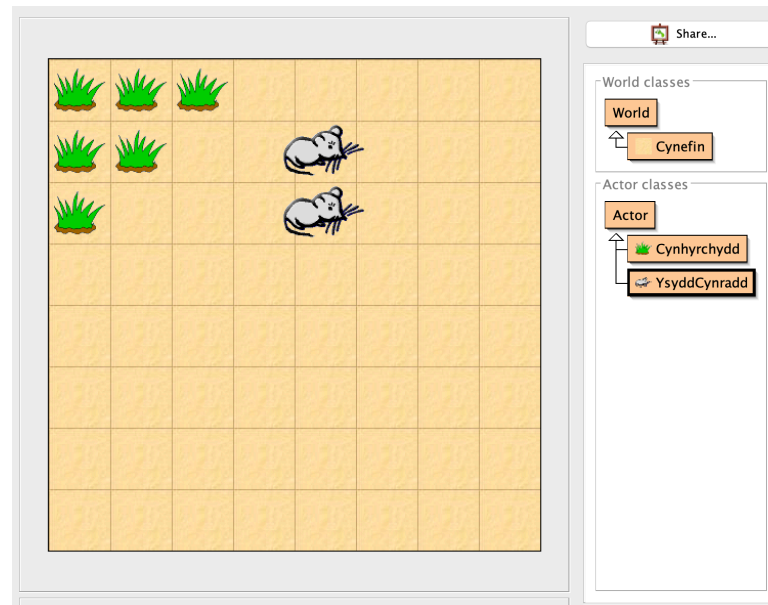 Share...
World classes
World
Cynefin
Actor classes
Actor
Cynhyrchydd
YsyddCynradd